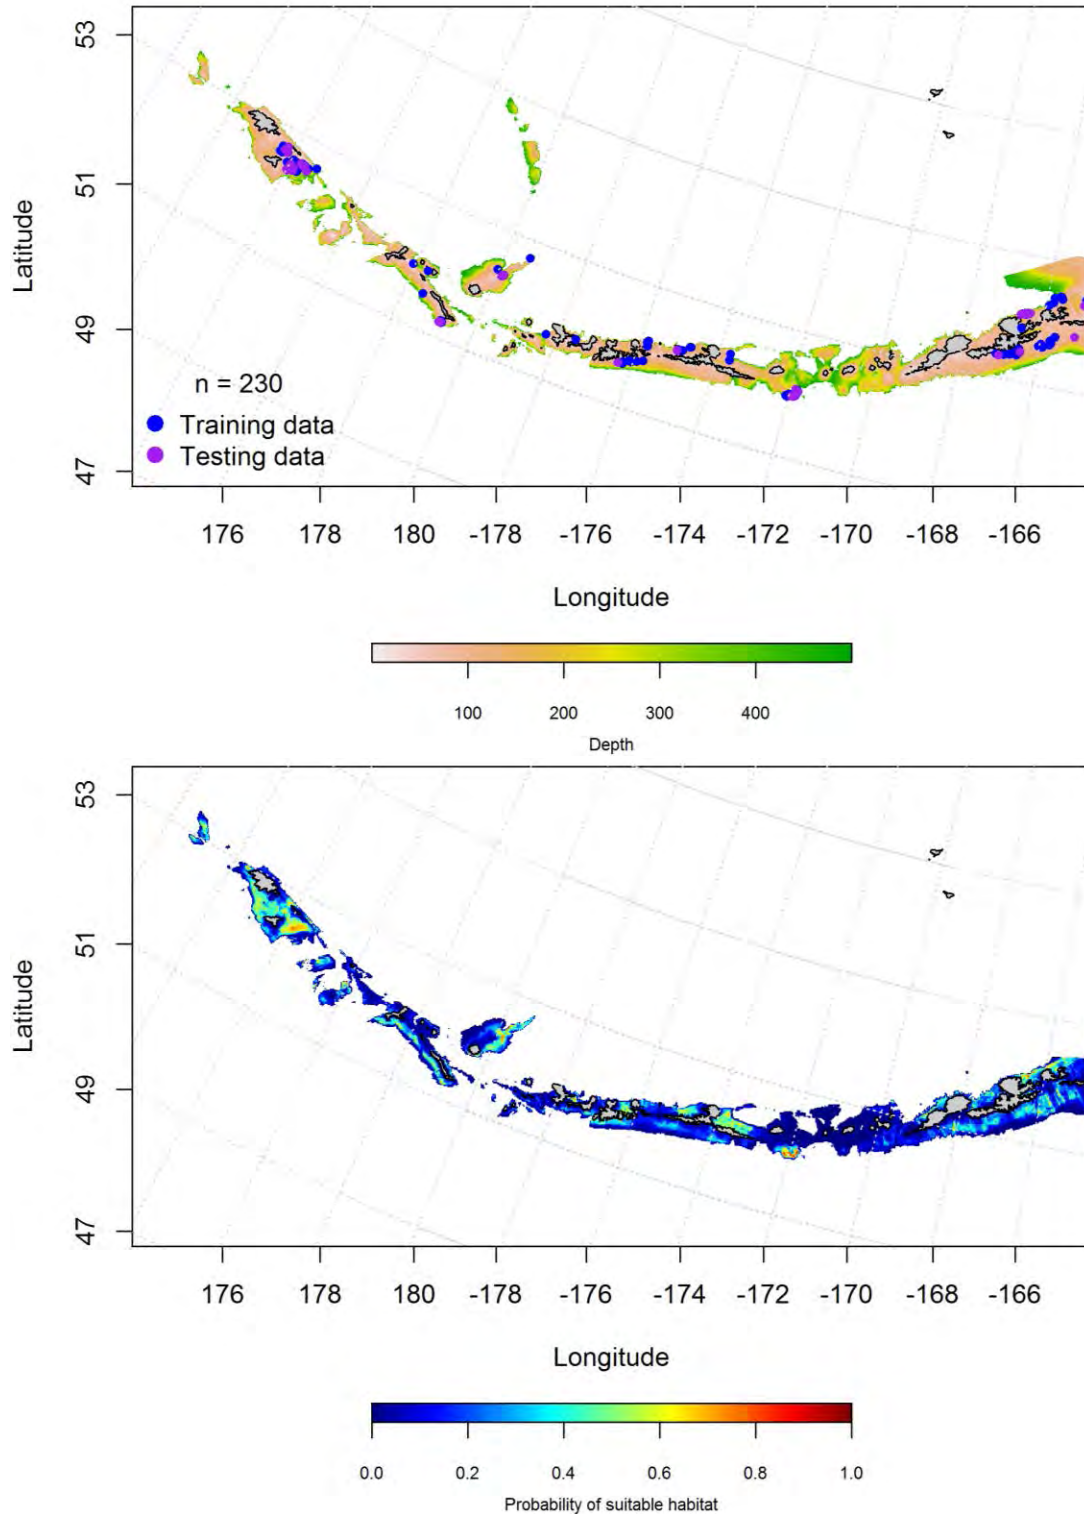 53
51
49
47
Latitude
n = 230
Training data
Testing data
176 178 180 -178 -176 -174 -172 -170 -168 -166
Longitude
100 200 300 400
Depth
53
51
49
47
Latitude
176 178 180 -178 -176 -174 -172 -170 -168 -166
Longitude
0.0 0.2 0.4 0.6 0.8 1.0
Probability of suitable habitat